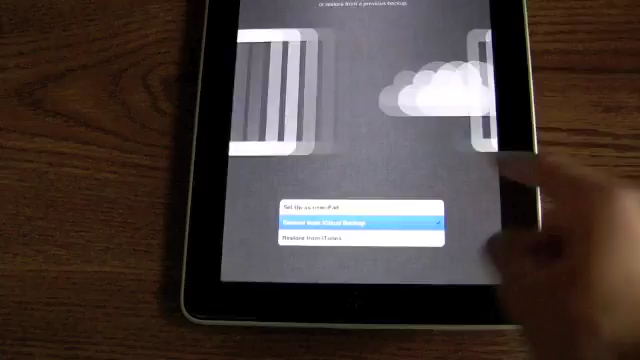 or restore from a previous backup.
Set Up as new iPad
Restore from iCloud Backup
Restore from iTunes